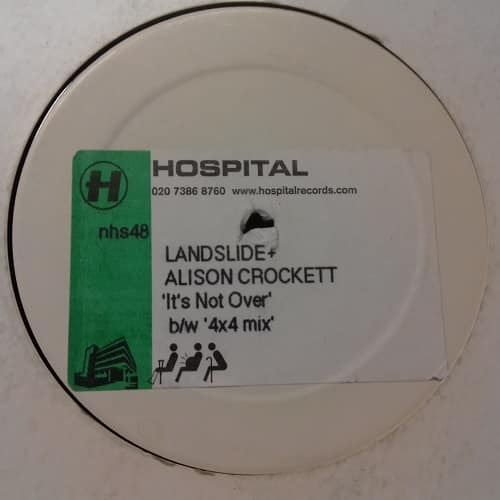 H
HOSPITAL
020 7386 8760 www.hospitalrecords.com
nhs48
LANDSLIDE+
ALISON CROCKETT
'It's Not Over'
b/w '4x4 mix'